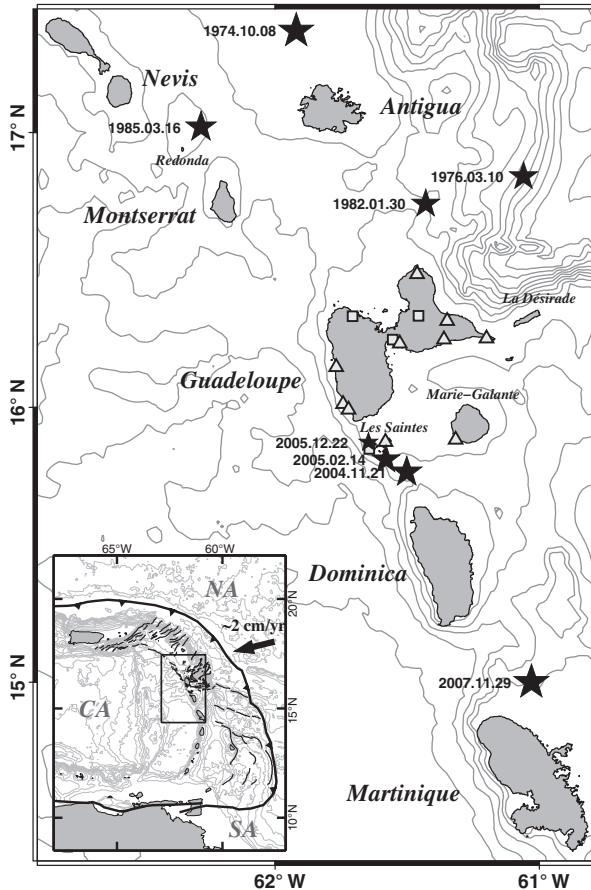 1974.10.08
Nevis
Antigua
17° N
1985.03.16
Redonda
1976.03.10
1982.01.30
Montserrat
La Désirade
Guadeloupe
Marie−Galante
16° N
Les Saintes
2005.12.22
2005.02.14
2004.11.21
65°W
60°W
NA
20°N
Dominica
~2 cm/yr
2007.11.29
15° N
CA
15°N
Martinique
SA
10°N
62° W
61° W